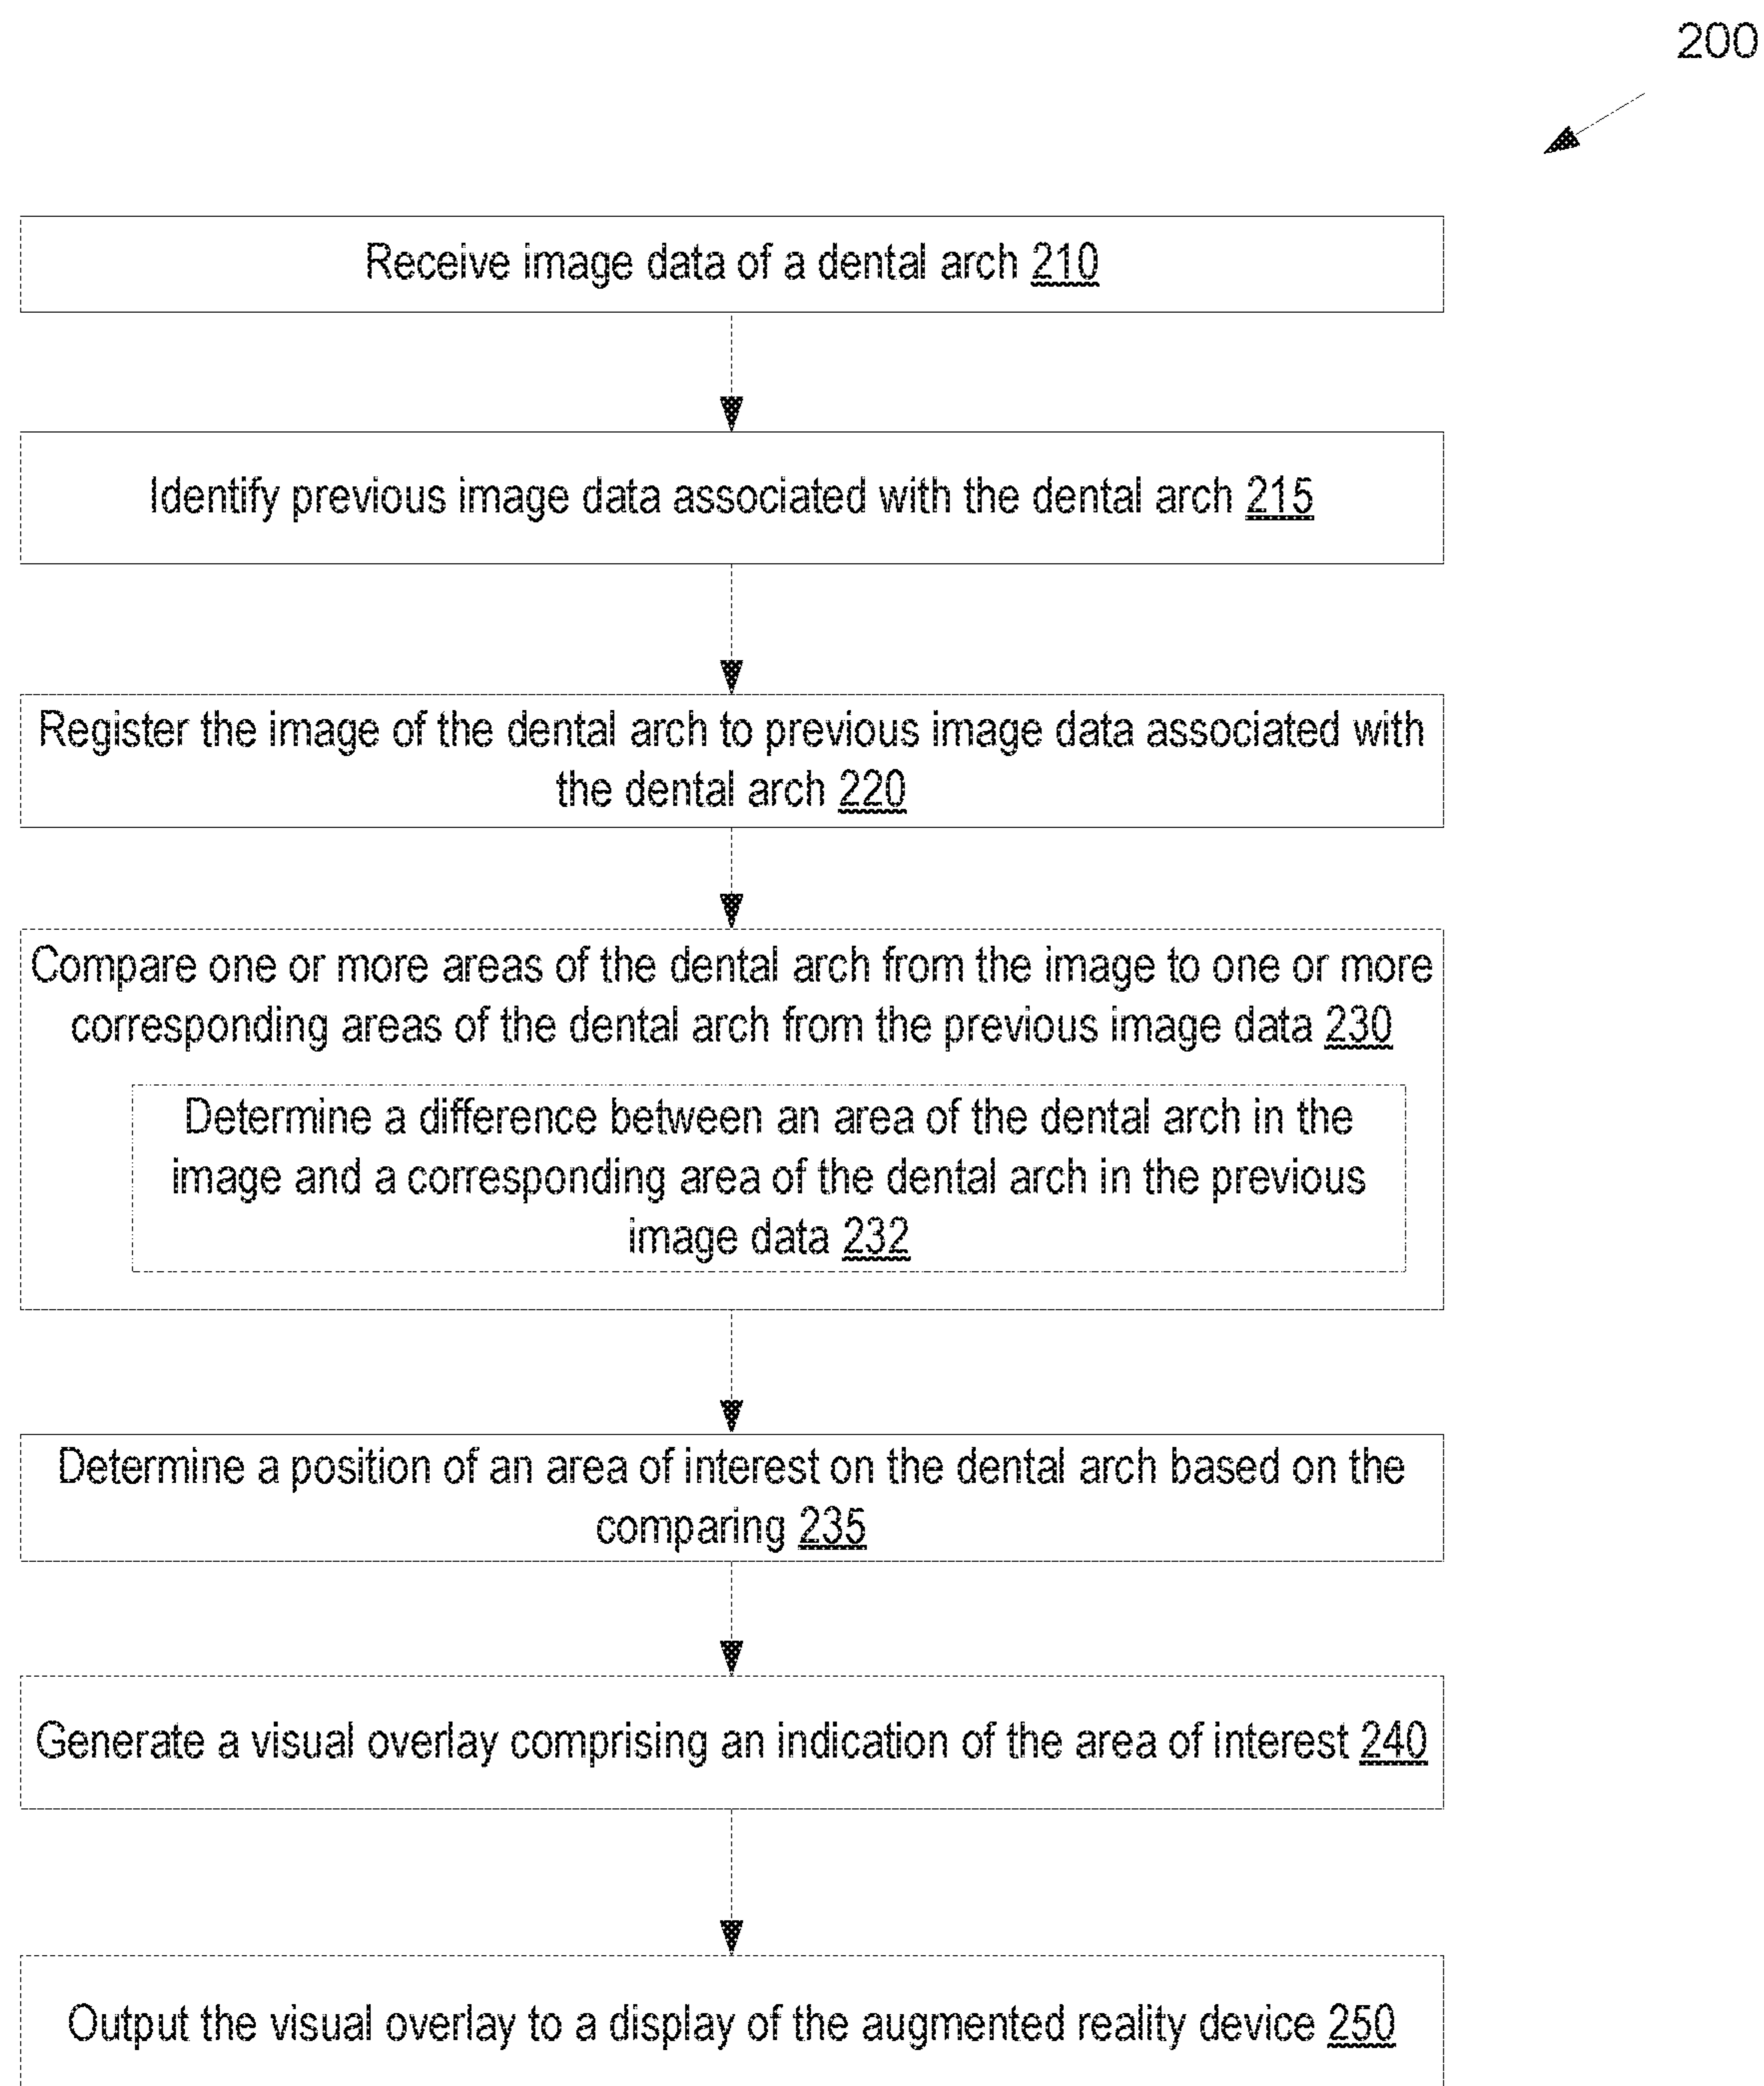 200
Receive image data of a dental arch 210
Identify previous image data associated with the dental arch 215
Register the image of the dental arch to previous image data associated with
the dental arch 220
Compare one or more areas of the dental arch from the image to one or more
corresponding areas of the dental arch from the previous image data 230
Determine a difference between an area of the dental arch in the
image and a corresponding area of the dental arch in the previous
image data 232
Determine a position of an area of interest on the dental arch based on the
comparing 235
Generate a visual overlay comprising an indication of the area of interest 240
Output the visual overlay to a display of the augmented reality device 250